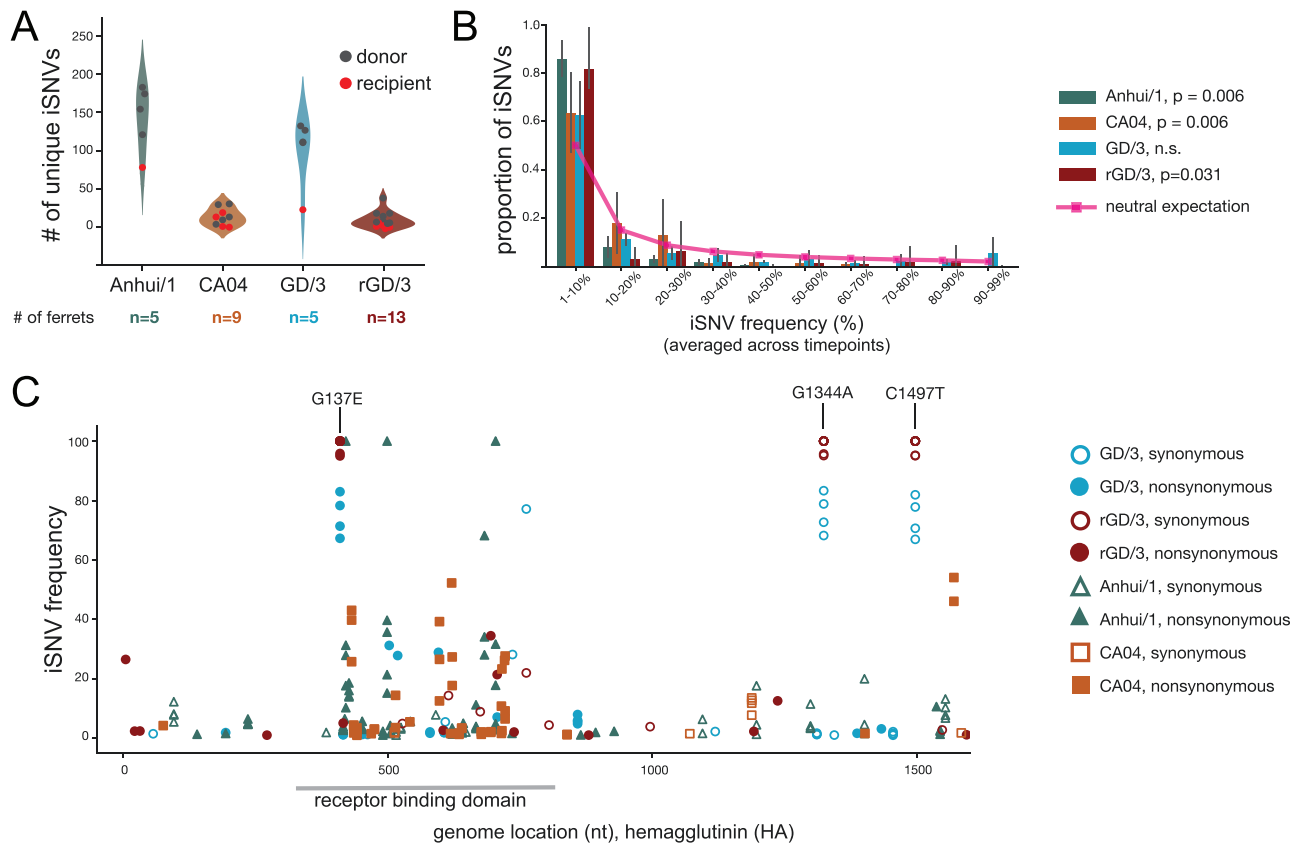 A
# of unique iSNVs
250
200
150
100
50
0
donor
recipient
Anhui/1
CA04
GD/3
rGD/3
# of ferrets
n=5
n=9
n=5
n=13
B
proportion of iSNVs
1.0
0.8
0.6
0.4
0.2
1-10%
10-20%
20-30%
30-40%
40-50%
50-60%
60-70%
70-80%
80-90%
90-99%
iSNV frequency (%)
(averaged across timepoints)
Anhui/1, p = 0.006
CA04, p = 0.006
GD/3, n.s.
rGD/3, p=0.031
neutral expectation
C
G137E
G1344A
C1497T
iSNV frequency
100
80
60
40
20
0
0
500
1000
1500
receptor binding domain
genome location (nt), hemagglutinin (HA)
GD/3, synonymous
GD/3, nonsynonymous
rGD/3, synonymous
rGD/3, nonsynonymous
Anhui/1, synonymous
Anhui/1, nonsynonymous
CA04, synonymous
CA04, nonsynonymous